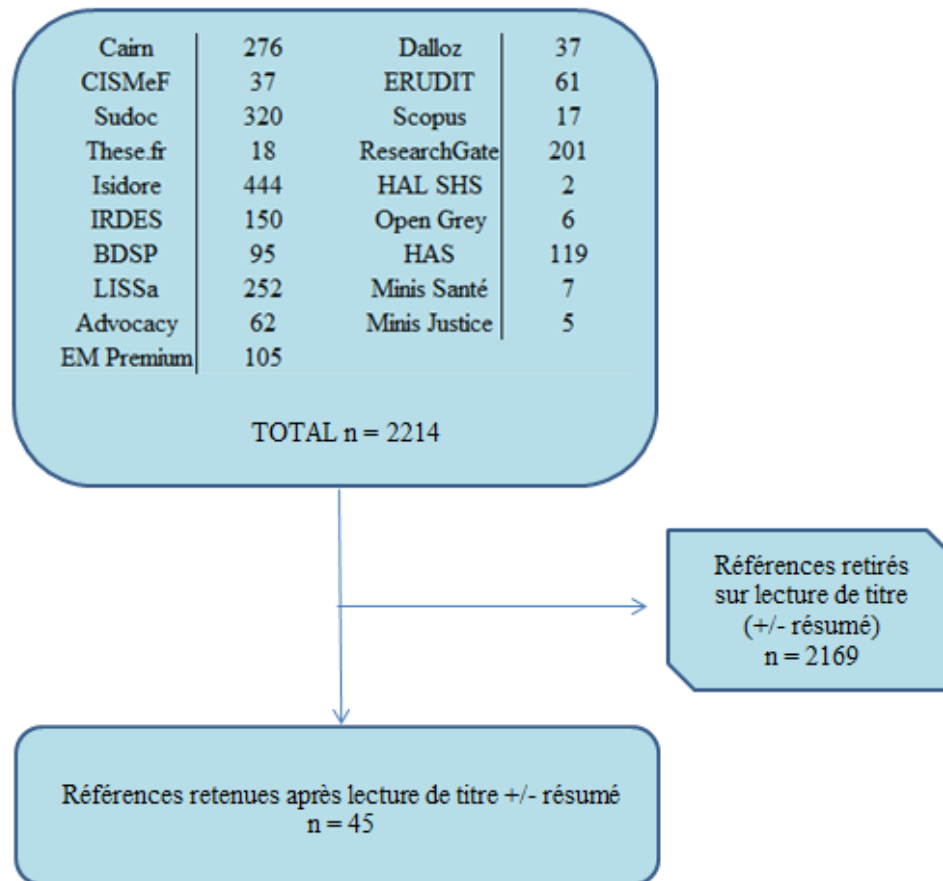 Cairn 276 Dalloz 37
CISMeF 37 ERUDIT 61
Sudoc 320 Scopus 17
These.fr 18 ResearchGate 201
Isidore 444 HAL SHS 2
IRDES 150 Open Grey 6
BDSP 95 HAS 119
LISSa 252 Minis Santé 7
Advocacy 62 Minis Justice 5
EM Premium 105
TOTAL n = 2214
Références retirés
sur lecture de titre
(+/- résumé)
n = 2169
Références retenues après lecture de titre +/- résumé
n = 45